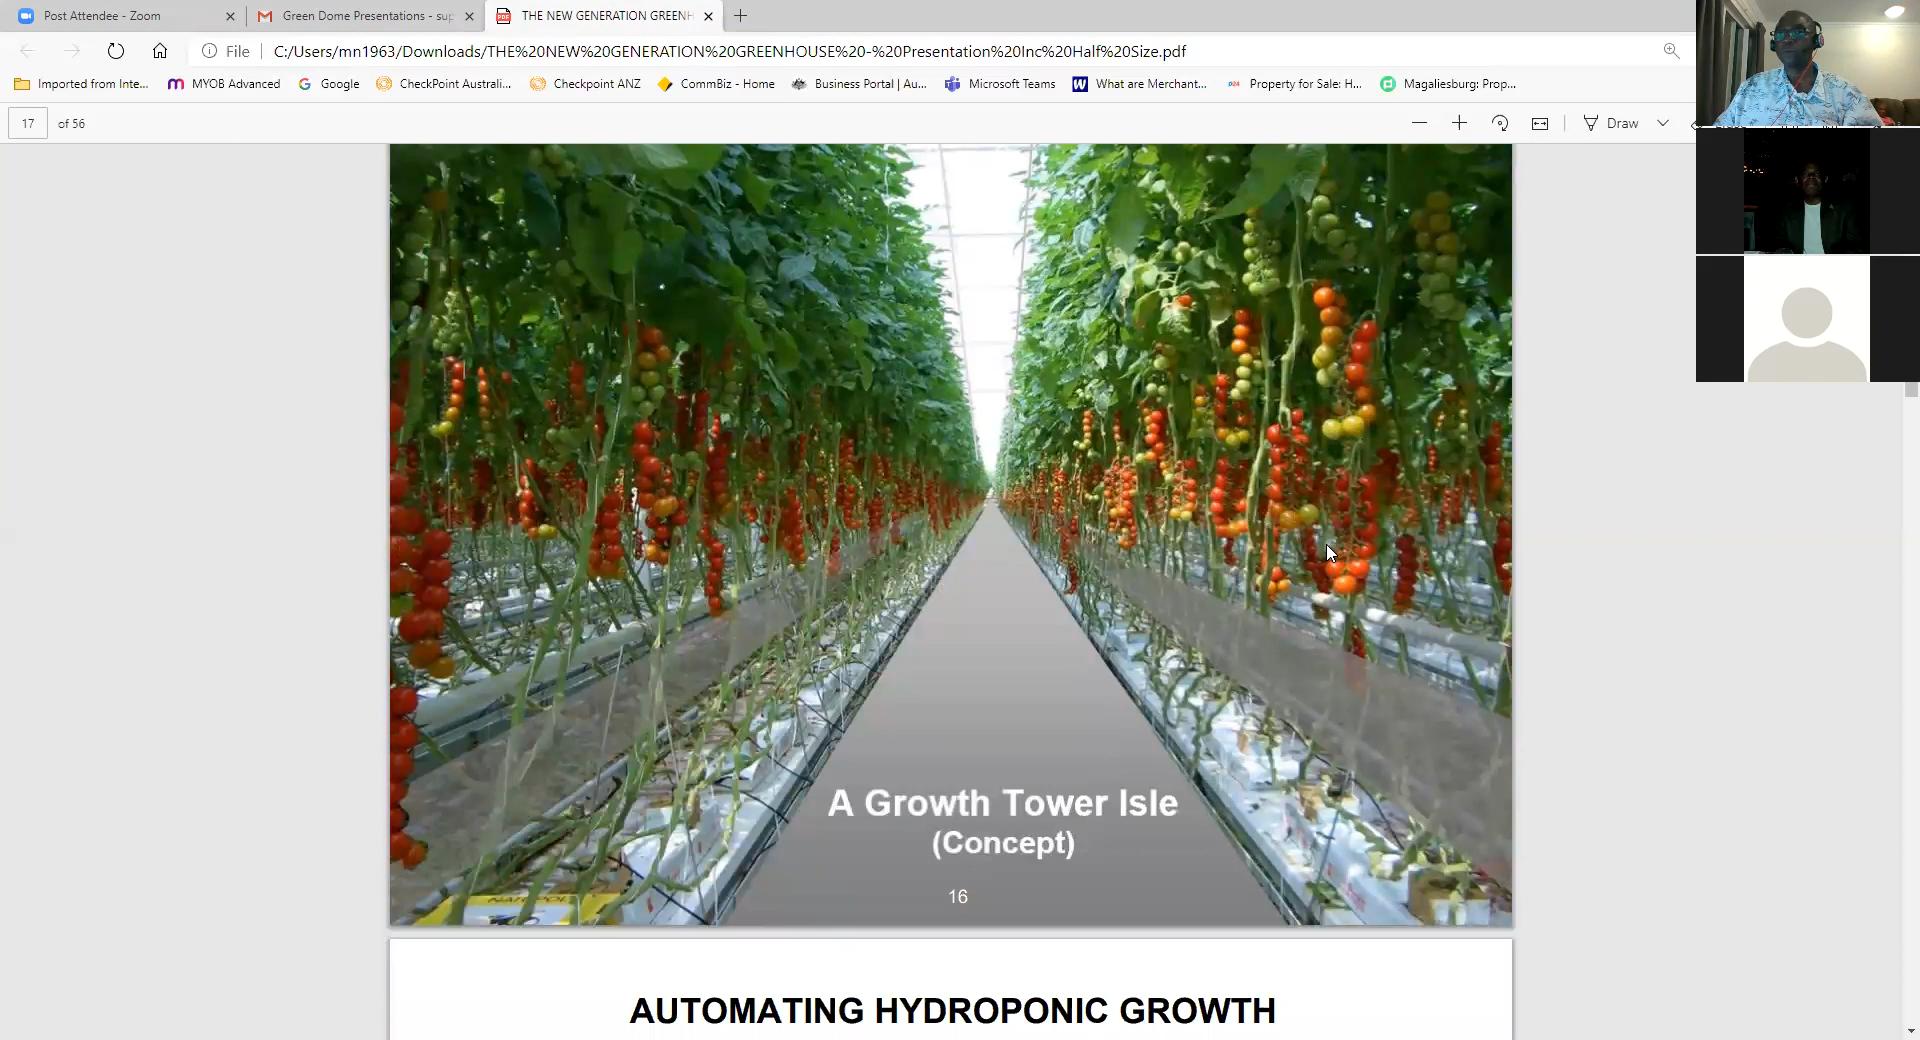 Post Attendee - Zoom
Green Dome Presentations - sup
PDF
THE NEW GENERATION GREENH
File
C:/Users/mn1963/Downloads/THE%20NEW%20GENERATION%20GREENHOUSE%20-%20Presentation%20Inc%20Half%20Size.pdf
Imported from Inte...
MYOB Advanced
Google
CheckPoint Australi...
Checkpoint ANZ
CommBiz - Home
Business Portal | Au...
Microsoft Teams
What are Merchant...
Property for Sale: H...
Magaliesburg: Prop...
17 of 56
Draw
A Growth Tower Isle
(Concept)
16
AUTOMATING HYDROPONIC GROWTH